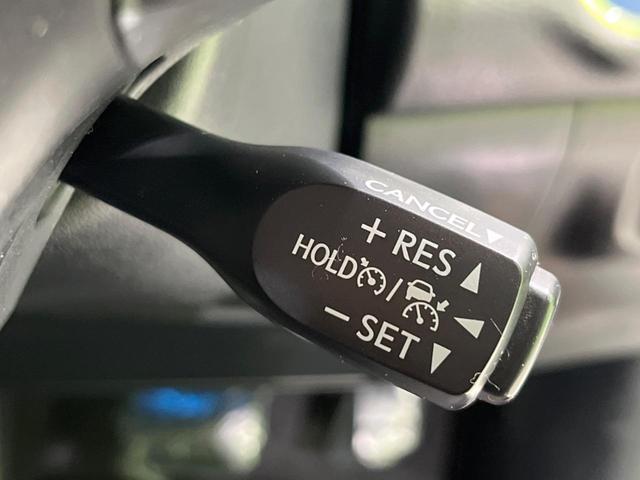 CANCEL▼
+ RES ▲
HOLD / ◀
− SET ▼